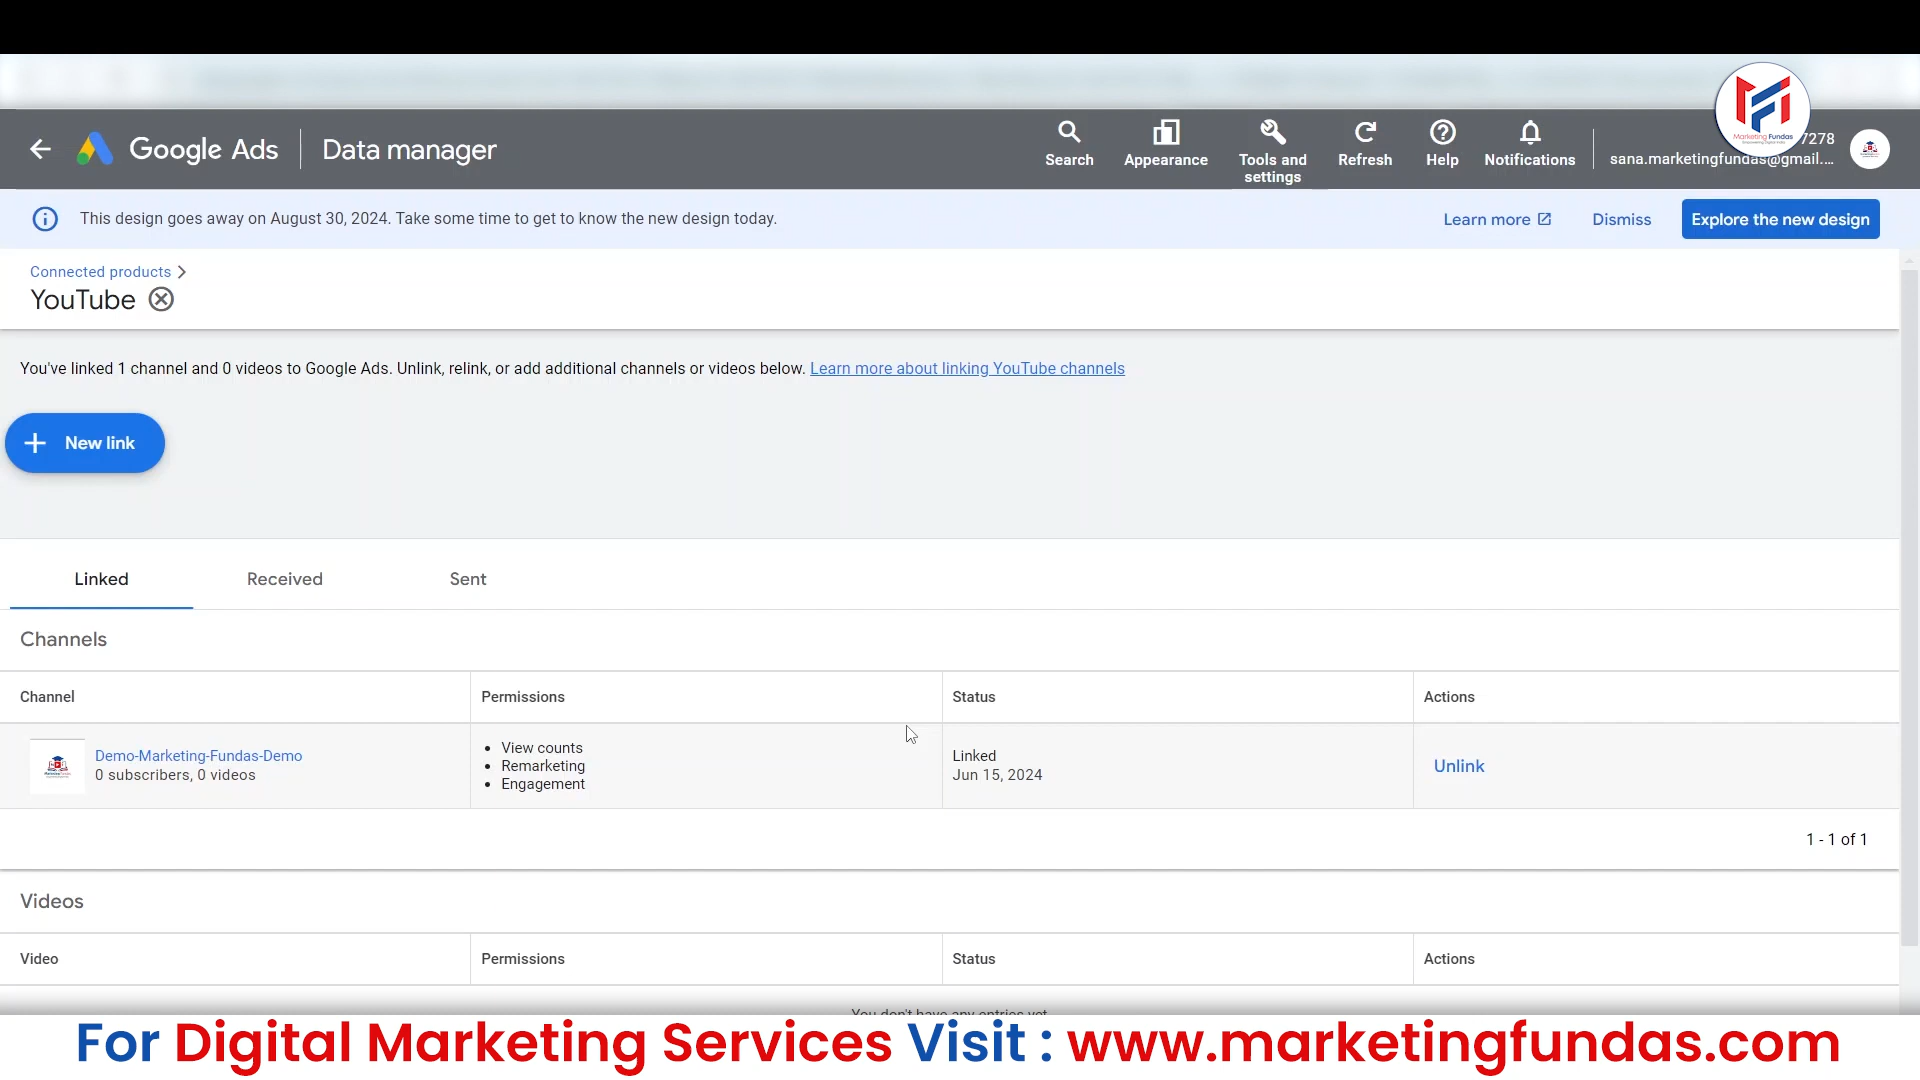 Google Ads
Data manager
Search
Appearance
Tools and
settings
Refresh
Help
Notifications
7278
sana.marketingfundas@gmail....
Marketing Fundas
This design goes away on August 30, 2024. Take some time to get to know the new design today.
Learn more
Dismiss
Explore the new design
Connected products
YouTube
You've linked 1 channel and 0 videos to Google Ads. Unlink, relink, or add additional channels or videos below. Learn more about linking YouTube channels
New link
Linked
Received
Sent
Channels
Channel
Permissions
Status
Actions
Demo-Marketing-Fundas-Demo
0 subscribers, 0 videos
• View counts
• Remarketing
• Engagement
Linked
Jun 15, 2024
Unlink
1 - 1 of 1
Videos
Video
Permissions
Status
Actions
You don't have any entries yet
For Digital Marketing Services Visit : www.marketingfundas.com